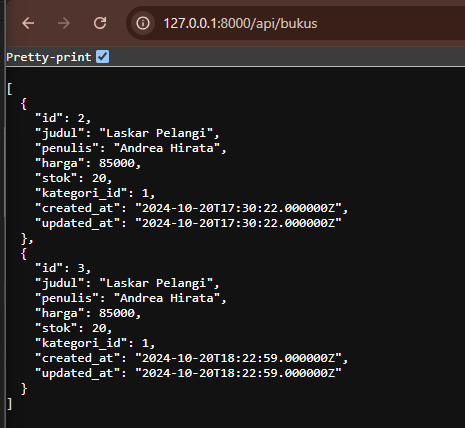 127.0.0.1:8000/api/bukus
Pretty-print
[
  {
    "id": 2,
    "judul": "Laskar Pelangi",
    "penulis": "Andrea Hirata",
    "harga": 85000,
    "stok": 20,
    "kategori_id": 1,
    "created_at": "2024-10-20T17:30:22.000000Z",
    "updated_at": "2024-10-20T17:30:22.000000Z"
  },
  {
    "id": 3,
    "judul": "Laskar Pelangi",
    "penulis": "Andrea Hirata",
    "harga": 85000,
    "stok": 20,
    "kategori_id": 1,
    "created_at": "2024-10-20T18:22:59.000000Z",
    "updated_at": "2024-10-20T18:22:59.000000Z"
  }
]